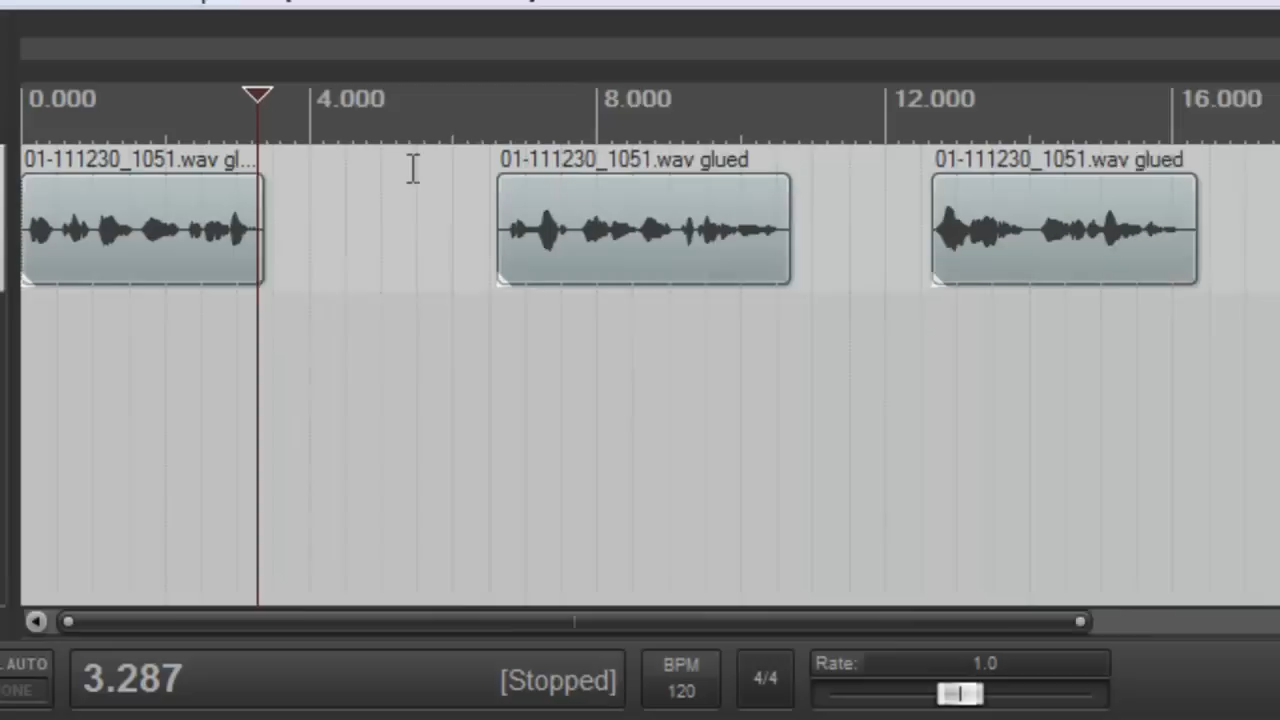 0.000 4.000 8.000 12.000 16.000
01-111230_1051.wav gl... 01-111230_1051.wav glued 01-111230_1051.wav glued
AUTO
3.287 [Stopped] BPM 120 4/4 Rate: 1.0
ONE